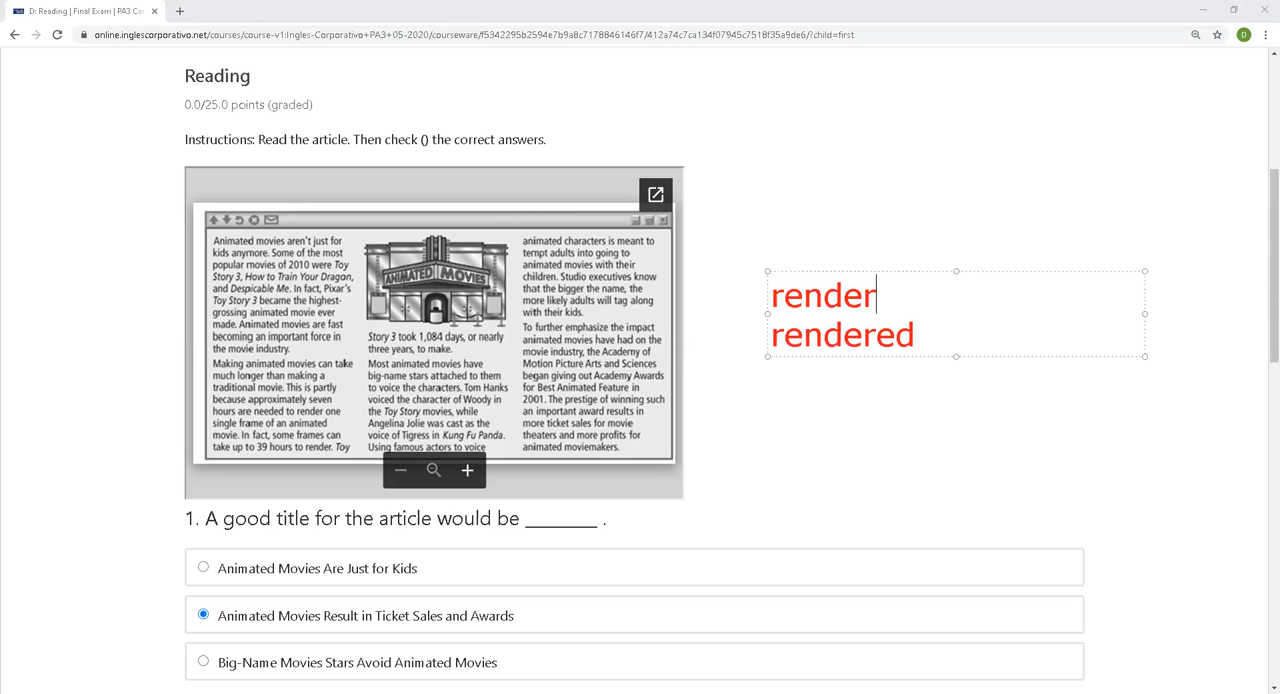 D: Reading | Final Exam | PA3 Co
online.inglescorporativo.net/courses/course-v1:Ingles-Corporativo+PA3+05-2020/courseware/f5342295b2594e7b9a8c7178846146f7/412a74c7ca134f07945c7518f35a9de6/?child=first
D
Reading
0.0/25.0 points (graded)
Instructions: Read the article. Then check () the correct answers.
Animated movies aren't just for
kids anymore. Some of the most
popular movies of 2010 were Toy
Story 3, How to Train Your Dragon,
and Despicable Me. In fact, Pixar's
Toy Story 3 became the highest-
grossing animated movie ever
made. Animated movies are fast
becoming an important force in
the movie industry.
Making animated movies can take
much longer than making a
traditional movie. This is partly
because approximately seven
hours are needed to render one
single frame of an animated
movie. In fact, some frames can
take up to 39 hours to render. Toy
ANIMATED MOVIES
Story 3 took 1,084 days, or nearly
three years, to make.
Most animated movies have
big-name stars attached to them
to voice the characters. Tom Hanks
voiced the character of Woody in
the Toy Story movies, while
Angelina Jolie was cast as the
voice of Tigress in Kung Fu Panda.
Using famous actors to voice
animated characters is meant to
tempt adults into going to
animated movies with their
children. Studio executives know
that the bigger the name, the
more likely adults will tag along
with their kids.
To further emphasize the impact
animated movies have had on the
movie industry, the Academy of
Motion Picture Arts and Sciences
began giving out Academy Awards
for Best Animated Feature in
2001. The prestige of winning such
an important award results in
more ticket sales for movie
theaters and more profits for
animated moviemakers.
render
rendered
1. A good title for the article would be ________ .
Animated Movies Are Just for Kids
Animated Movies Result in Ticket Sales and Awards
Big-Name Movies Stars Avoid Animated Movies